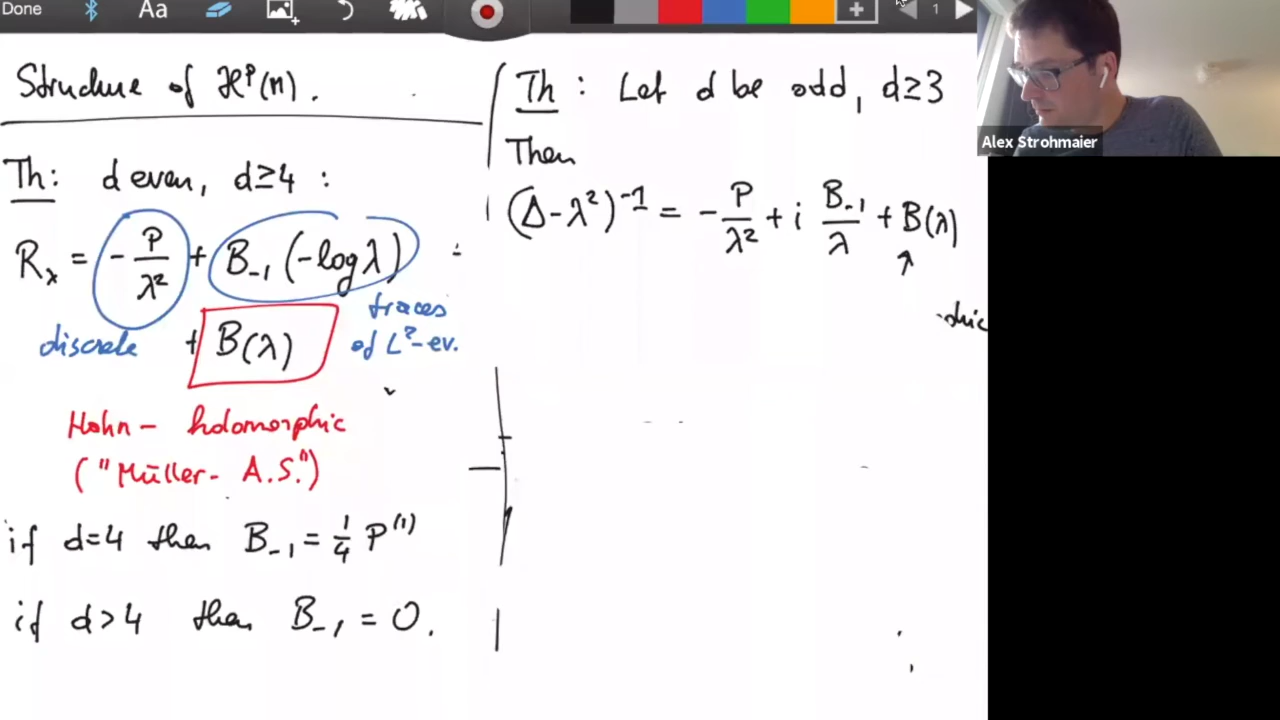 Done Aa 1
Structure of ℋᵖ(M).
Th: d even, d≥4 :
R_λ = - P/λ² + B_{-1} (-log λ)
discrete + B(λ) traces of L²-ev.
Hahn - holomorphic
("Müller - A.S.")
if d=4 then B_{-1} = 1/4 P^{(1)}
if d>4 then B_{-1} = 0.
Th : Let d be odd, d≥3
Then
(Δ-λ²)^{-1} = - P/λ² + i B_{-1}/λ + B(λ)
↑
Alex Strohmaier